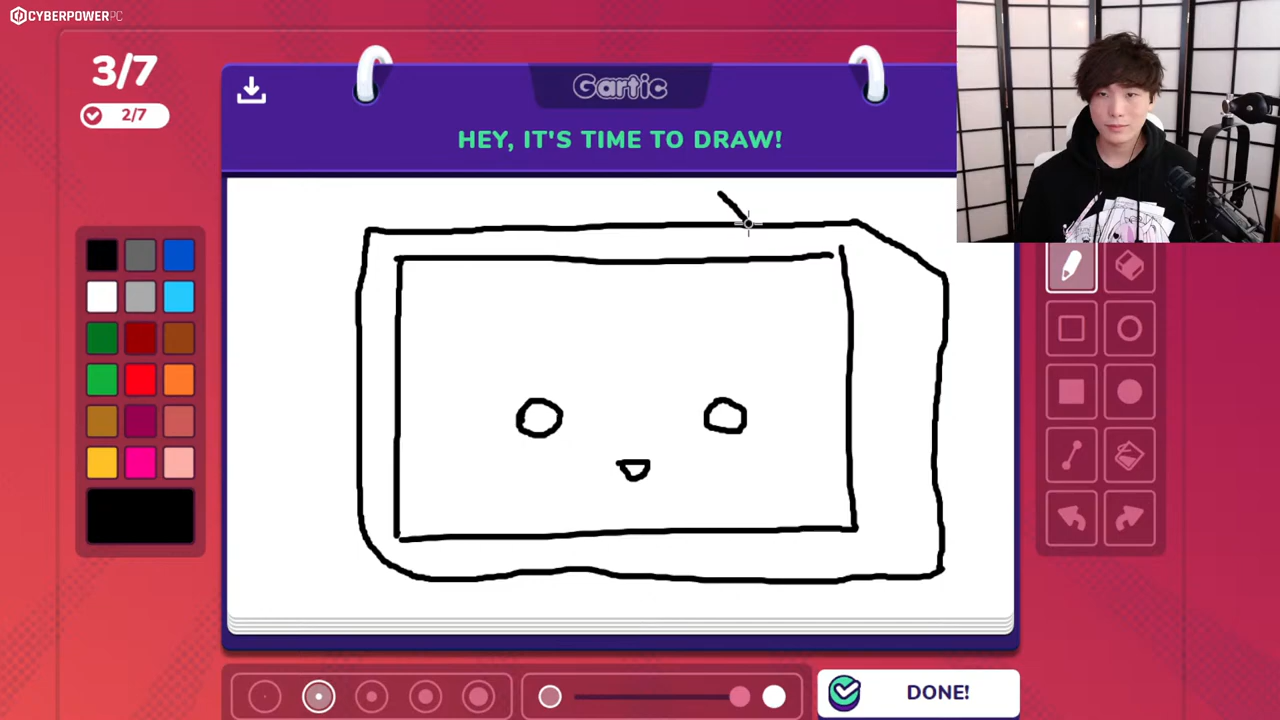 CYBERPOWERPC
3/7
2/7
Gartic
HEY, IT'S TIME TO DRAW!
DONE!